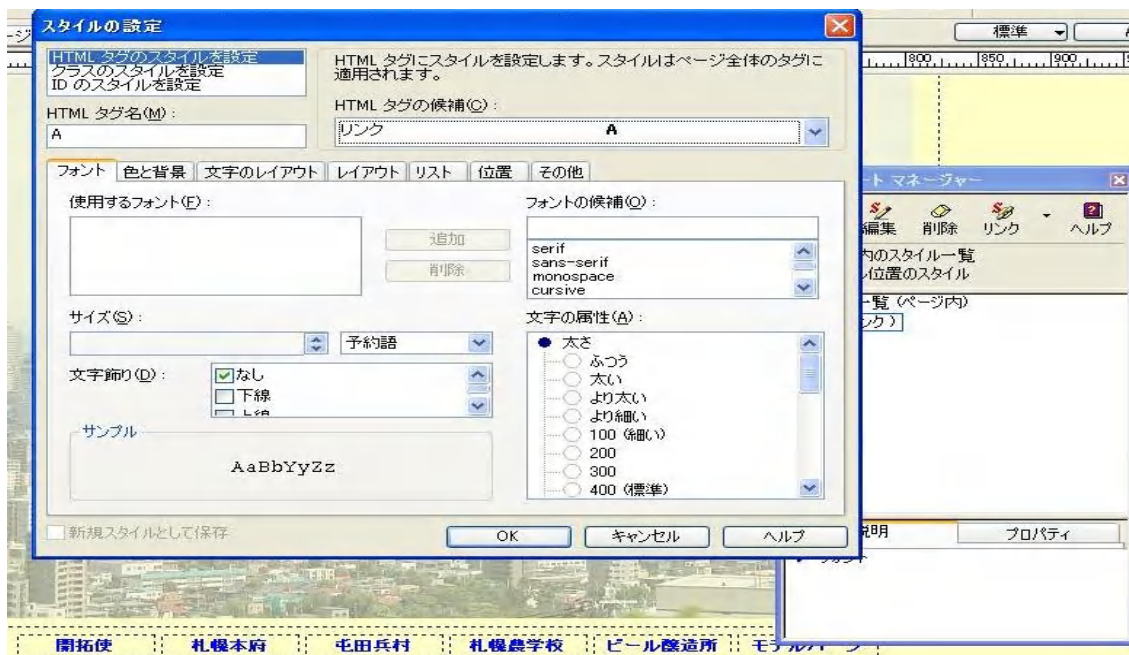 スタイルの設定
HTML タグのスタイルを設定
クラスのスタイルを設定
ID のスタイルを設定
HTML タグにスタイルを設定します。スタイルはページ全体のタグに
適用されます。
HTML タグ名(M):
A
HTML タグの候補(C):
リンク A
フォント 色と背景 文字のレイアウト レイアウト リスト 位置 その他
使用するフォント(F):
追加
削除
フォントの候補(O):
serif
sans-serif
monospace
cursive
サイズ(S):
予約語
文字飾り(D):
なし
下線
文字の属性(A):
太さ
ふつう
太い
より太い
より細い
100 (細い)
200
300
400 (標準)
サンプル
AaBbYyZz
新規スタイルとして保存
OK キャンセル ヘルプ
標準
800 850 900
ート マネージャー
編集 削除 リンク ヘルプ
内のスタイル一覧
位置のスタイル
一覧 (ページ内)
ンク)
説明 プロパティ
開拓使 札幌本府 屯田兵村 札幌農学校 ビール醸造所